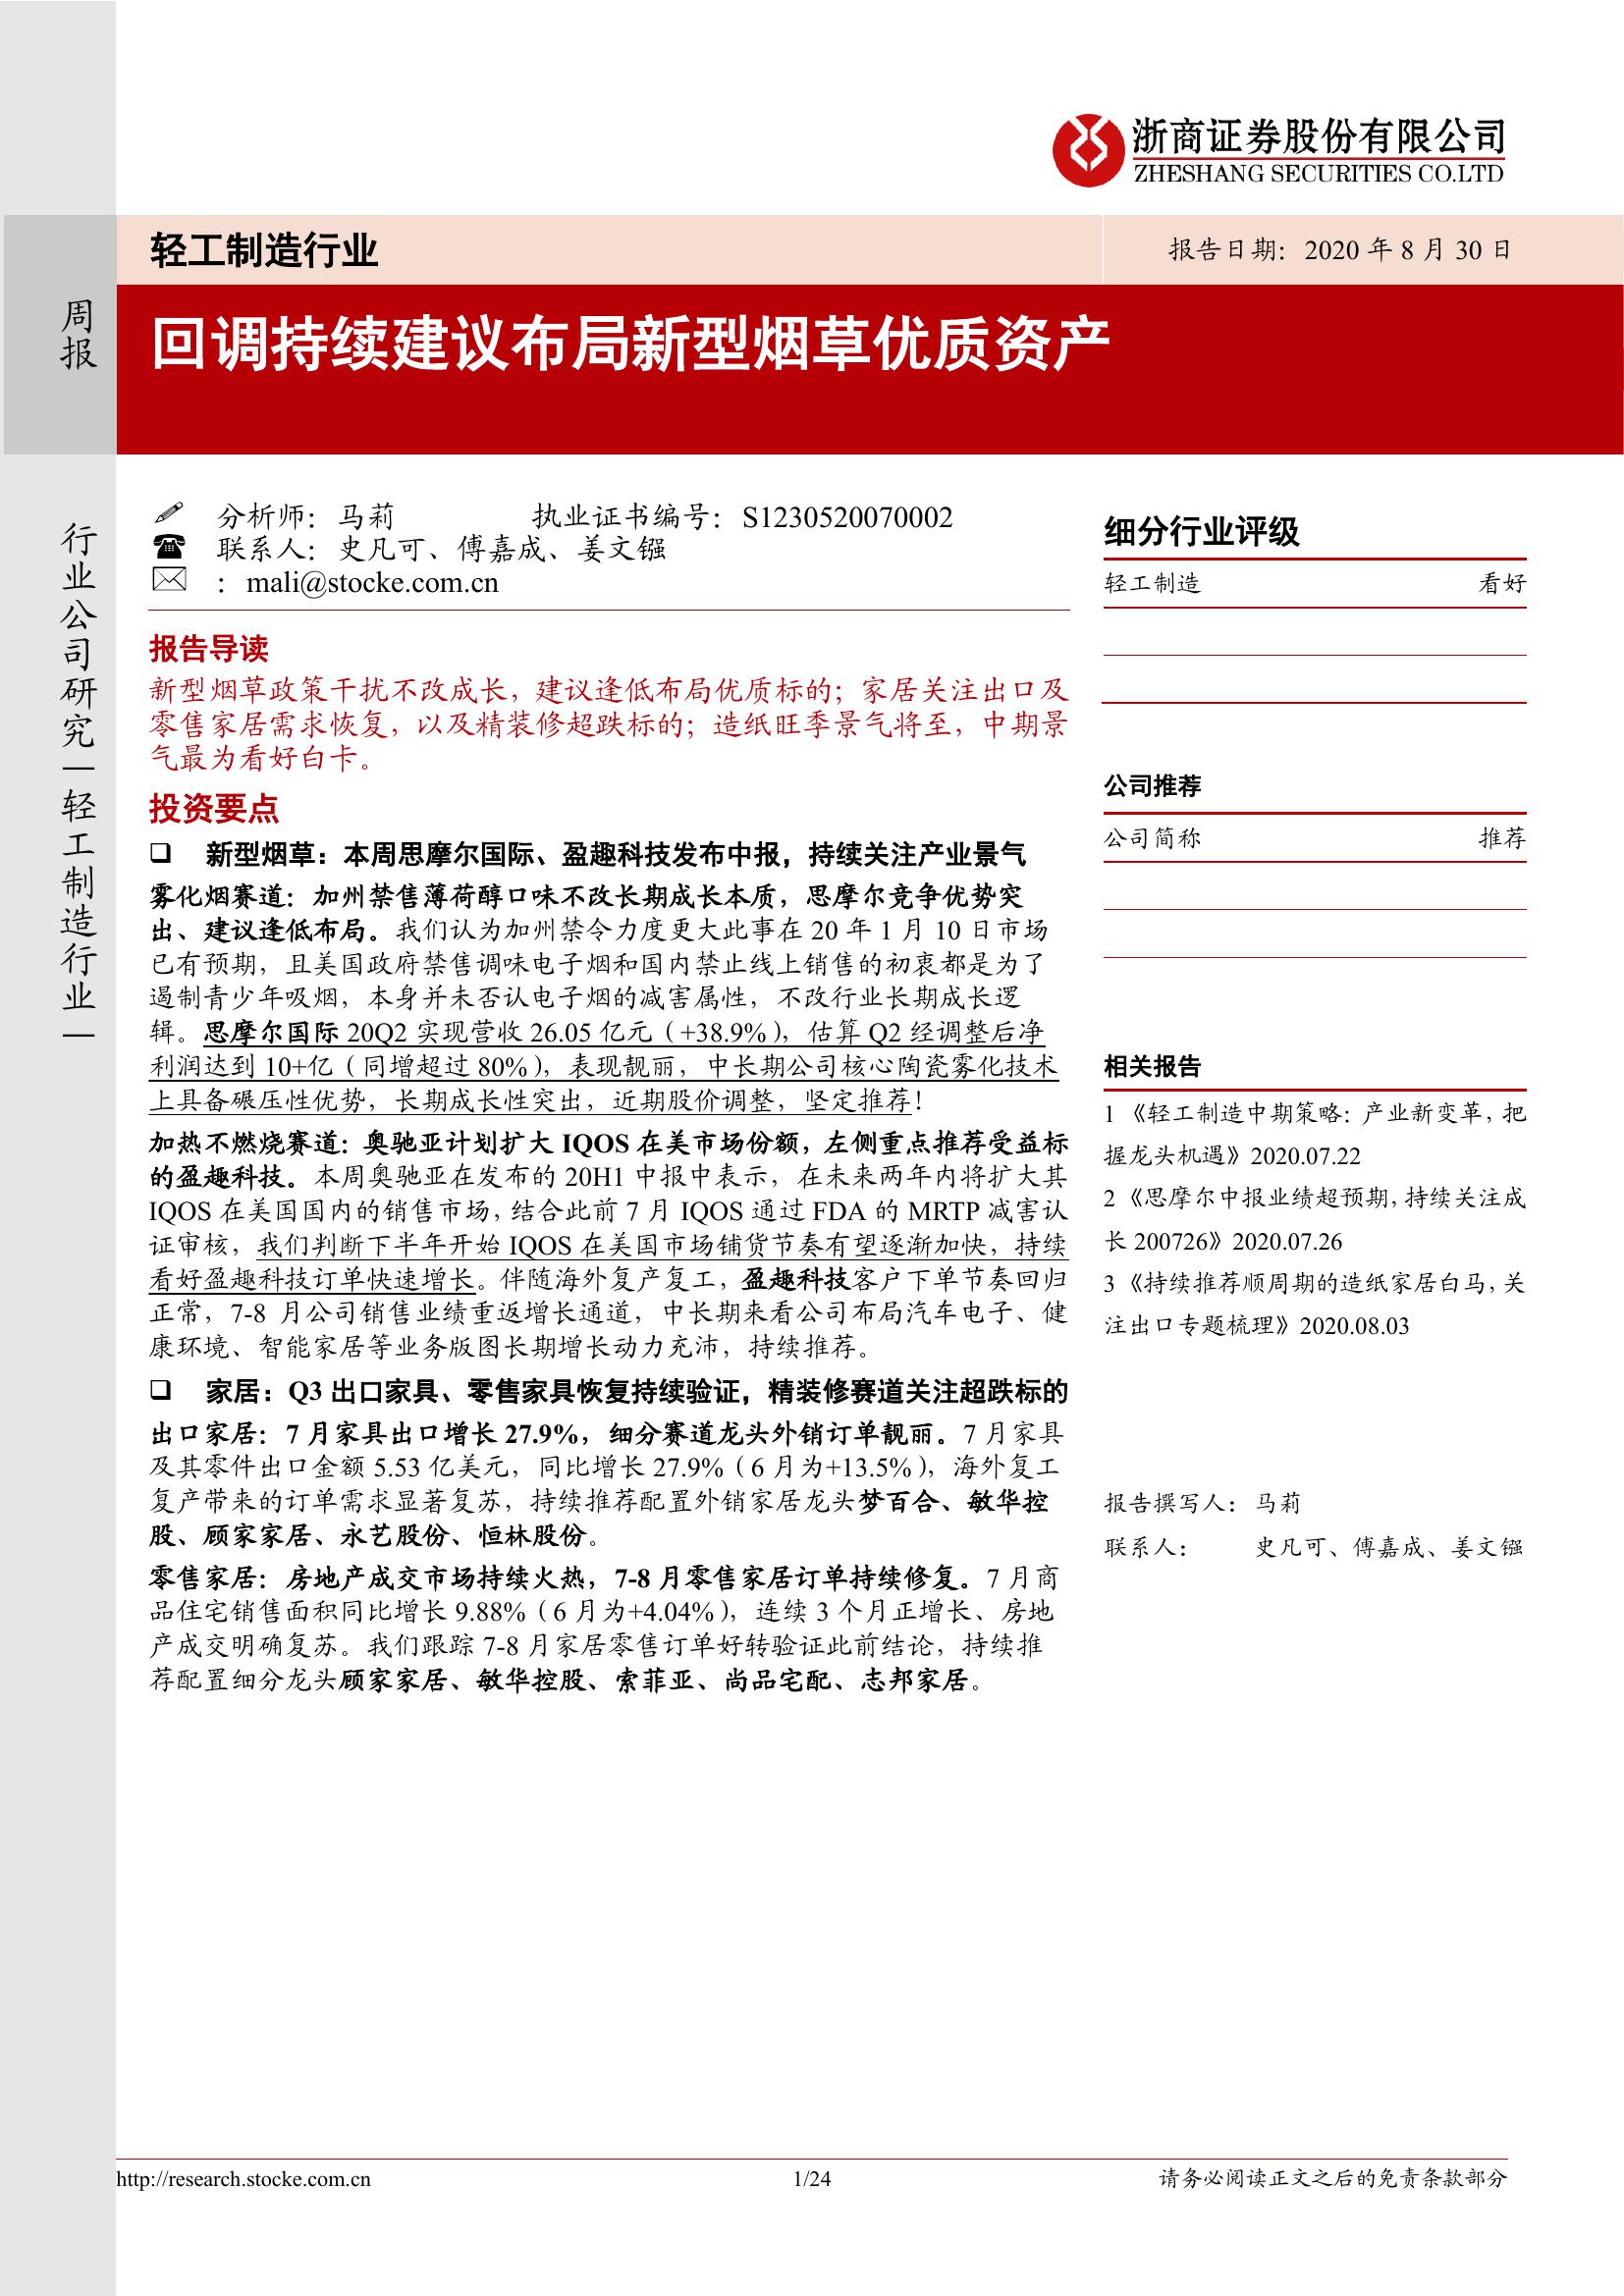 浙商证券股份有限公司
ZHESHANG SECURITIES CO.LTD
轻工制造行业
报告日期：2020 年 8 月 30 日
周报
回调持续建议布局新型烟草优质资产
行业公司研究│轻工制造行业│
分析师：马莉 执业证书编号：S1230520070002
联系人：史凡可、傅嘉成、姜文镪
：mali@stocke.com.cn
报告导读
新型烟草政策干扰不改成长，建议逢低布局优质标的；家居关注出口及
零售家居需求恢复，以及精装修超跌标的；造纸旺季景气将至，中期景
气最为看好白卡。
投资要点
❑ 新型烟草：本周思摩尔国际、盈趣科技发布中报，持续关注产业景气
雾化烟赛道：加州禁售薄荷醇口味不改长期成长本质，思摩尔竞争优势突
出、建议逢低布局。我们认为加州禁令力度更大此事在 20 年 1 月 10 日市场
已有预期，且美国政府禁售调味电子烟和国内禁止线上销售的初衷都是为了
遏制青少年吸烟，本身并未否认电子烟的减害属性，不改行业长期成长逻
辑。思摩尔国际 20Q2 实现营收 26.05 亿元（+38.9%），估算 Q2 经调整后净
利润达到 10+亿（同增超过 80%），表现靓丽，中长期公司核心陶瓷雾化技术
上具备碾压性优势，长期成长性突出，近期股价调整，坚定推荐！
加热不燃烧赛道：奥驰亚计划扩大 IQOS 在美市场份额，左侧重点推荐受益标
的盈趣科技。本周奥驰亚在发布的 20H1 中报中表示，在未来两年内将扩大其
IQOS 在美国国内的销售市场，结合此前 7 月 IQOS 通过 FDA 的 MRTP 减害认
证审核，我们判断下半年开始 IQOS 在美国市场铺货节奏有望逐渐加快，持续
看好盈趣科技订单快速增长。伴随海外复产复工，盈趣科技客户下单节奏回归
正常，7-8 月公司销售业绩重返增长通道，中长期来看公司布局汽车电子、健
康环境、智能家居等业务版图长期增长动力充沛，持续推荐。
❑ 家居：Q3 出口家具、零售家具恢复持续验证，精装修赛道关注超跌标的
出口家居：7 月家具出口增长 27.9%，细分赛道龙头外销订单靓丽。7 月家具
及其零件出口金额 5.53 亿美元，同比增长 27.9%（6 月为+13.5%），海外复工
复产带来的订单需求显著复苏，持续推荐配置外销家居龙头梦百合、敏华控
股、顾家家居、永艺股份、恒林股份。
零售家居：房地产成交市场持续火热，7-8 月零售家居订单持续修复。7 月商
品住宅销售面积同比增长 9.88%（6 月为+4.04%），连续 3 个月正增长、房地
产成交明确复苏。我们跟踪 7-8 月家居零售订单好转验证此前结论，持续推
荐配置细分龙头顾家家居、敏华控股、索菲亚、尚品宅配、志邦家居。
细分行业评级
轻工制造 看好
公司推荐
公司简称 推荐
相关报告
1《轻工制造中期策略：产业新变革，把
握龙头机遇》2020.07.22
2《思摩尔中报业绩超预期，持续关注成
长 200726》2020.07.26
3《持续推荐顺周期的造纸家居白马，关
注出口专题梳理》2020.08.03
报告撰写人：马莉
联系人： 史凡可、傅嘉成、姜文镪
http://research.stocke.com.cn 1/24 请务必阅读正文之后的免责条款部分